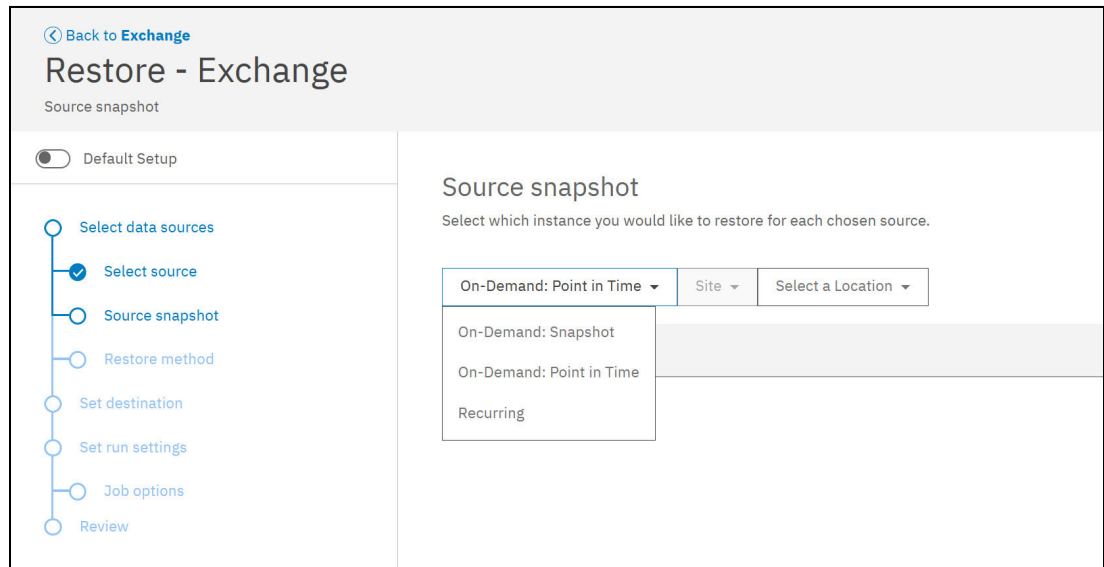 Back to Exchange
Restore - Exchange
Source snapshot
Default Setup
Select data sources
Select source
Source snapshot
Restore method
Set destination
Set run settings
Job options
Review
Source snapshot
Select which instance you would like to restore for each chosen source.
On-Demand: Point in Time
Site
Select a Location
On-Demand: Snapshot
On-Demand: Point in Time
Recurring